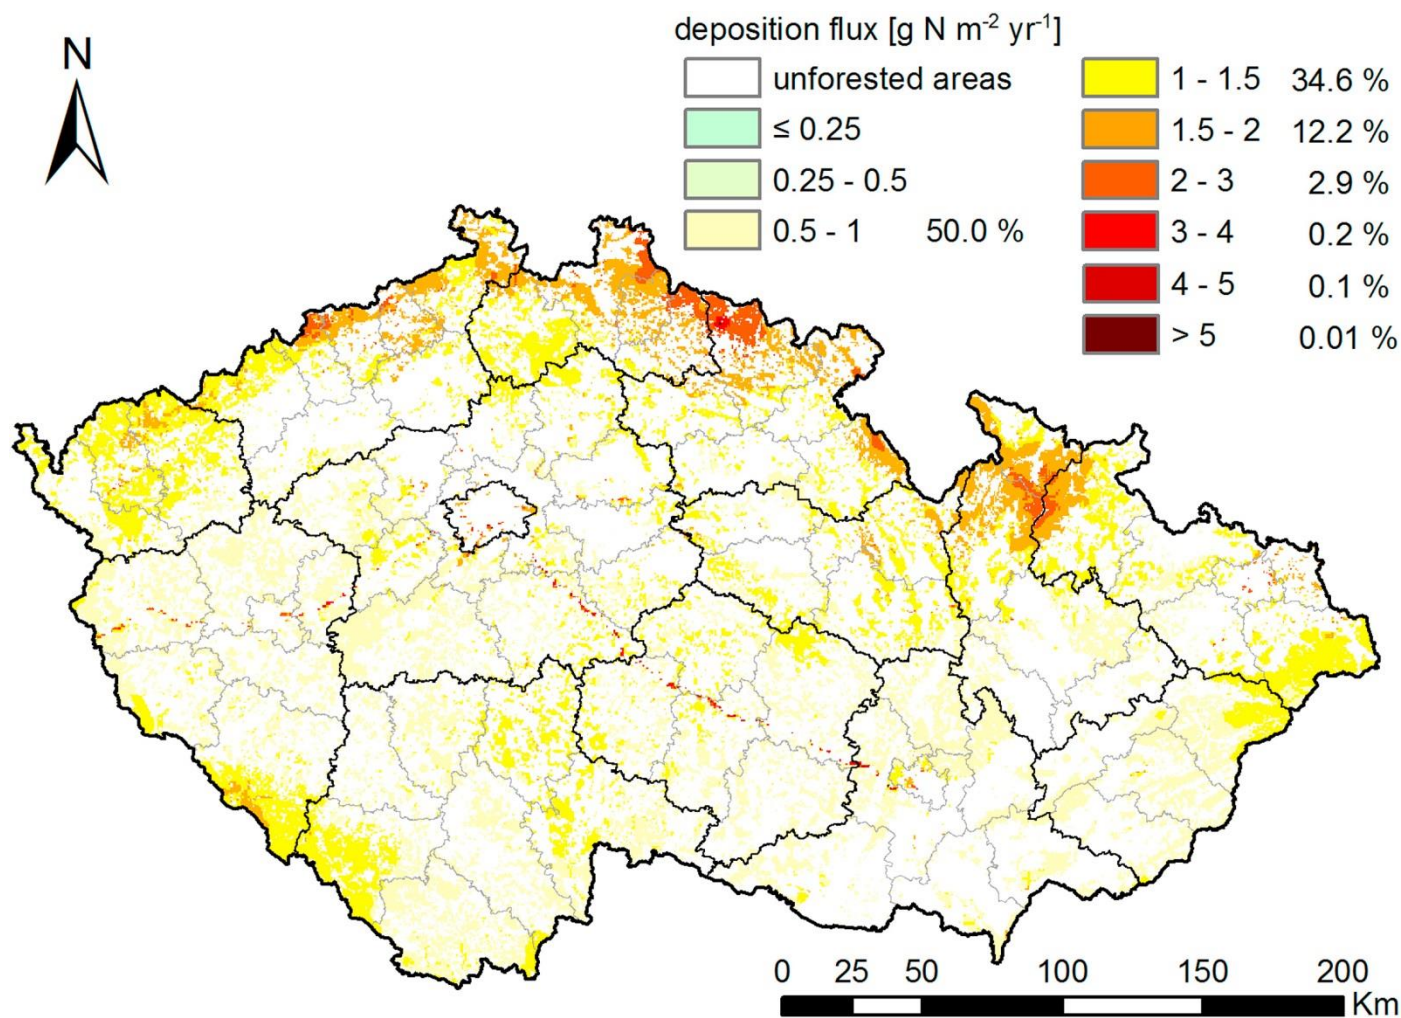 deposition flux [g N m⁻² yr⁻¹]
N
unforested areas
≤ 0.25
0.25 - 0.5
0.5 - 1 50.0 %
1 - 1.5 34.6 %
1.5 - 2 12.2 %
2 - 3 2.9 %
3 - 4 0.2 %
4 - 5 0.1 %
> 5 0.01 %
0 25 50 100 150 200
Km